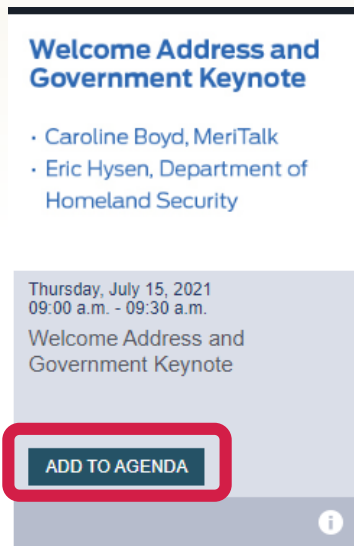 Welcome Address and
Government Keynote
· Caroline Boyd, MeriTalk
· Eric Hysen, Department of
Homeland Security
Thursday, July 15, 2021
09:00 a.m. - 09:30 a.m.
Welcome Address and
Government Keynote
ADD TO AGENDA
i